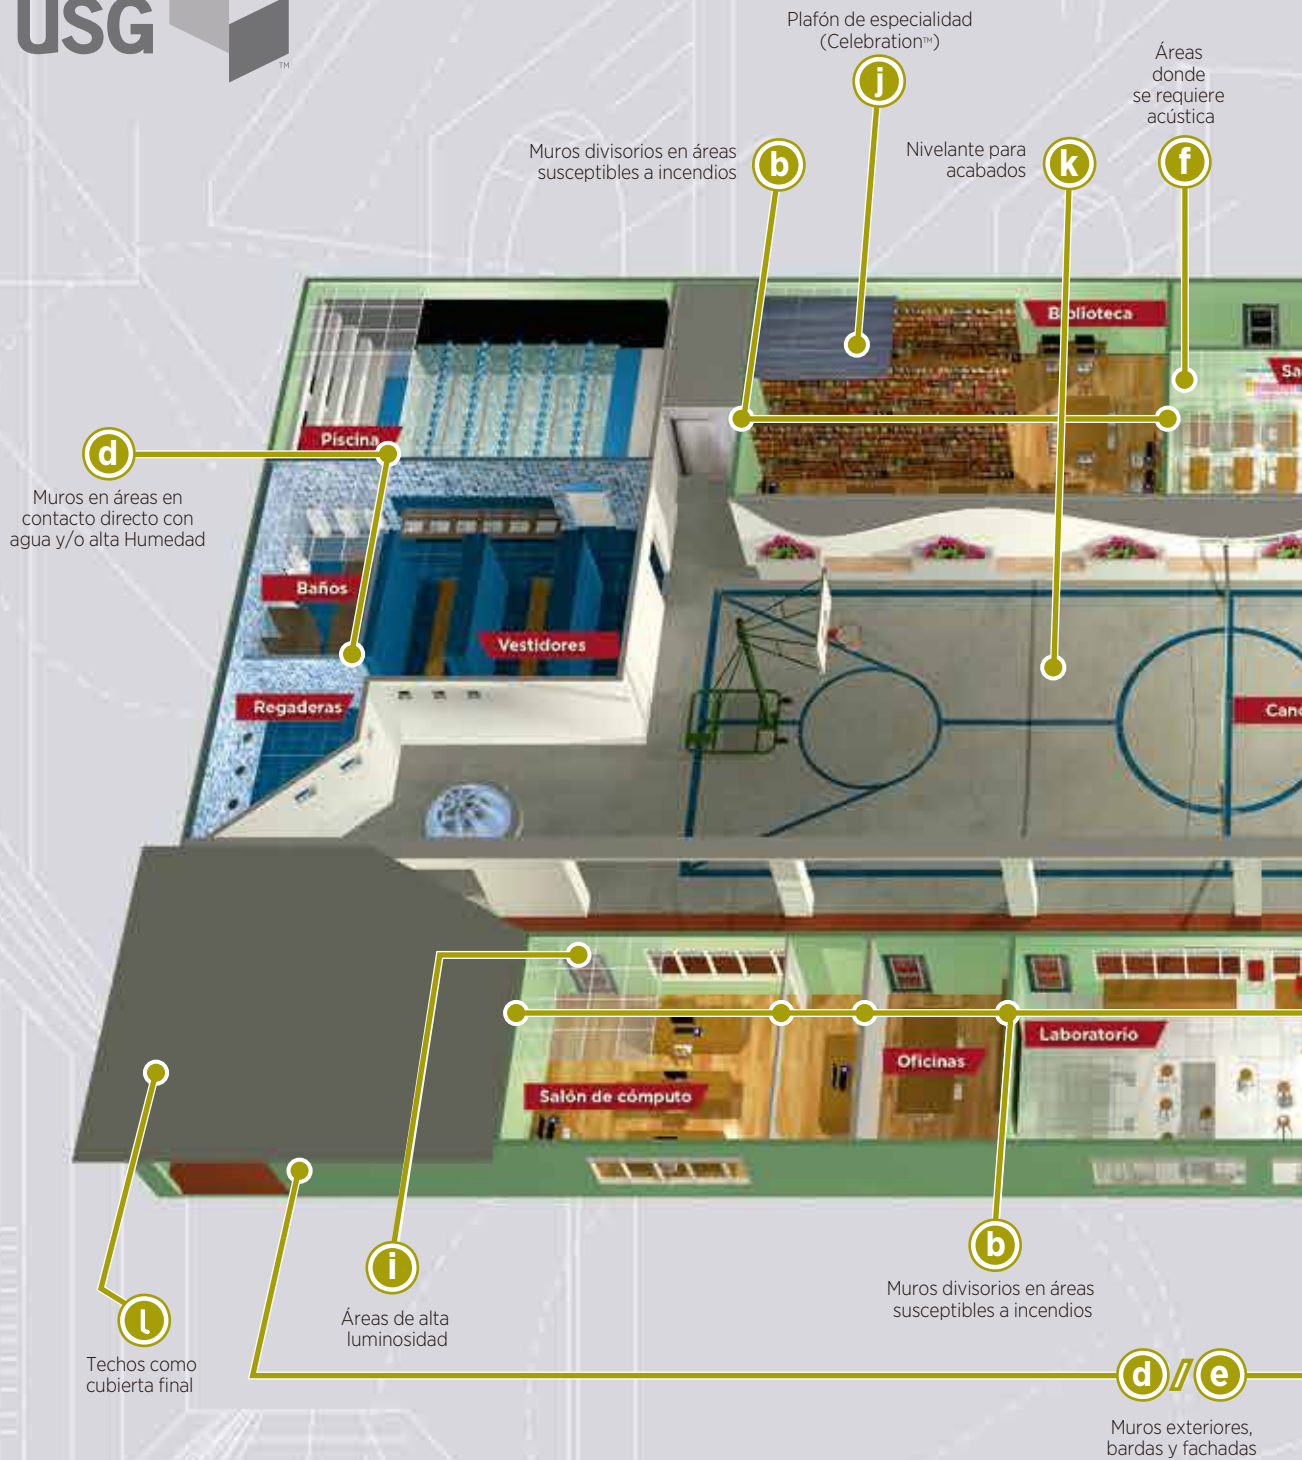 USG
TM
Plafón de especialidad
(Celebration™)
j
Áreas
donde
se requiere
acústica
f
Muros divisorios en áreas
susceptibles a incendios
b
Nivelante para
acabados
k
Biblioteca
Sa
Piscina
d
Muros en áreas en
contacto directo con
agua y/o alta Humedad
Baños
Vestidores
Regaderas
Canc
Laboratorio
Oficinas
Salón de cómputo
b
Muros divisorios en áreas
susceptibles a incendios
i
Áreas de alta
luminosidad
l
Techos como
cubierta final
d/e
Muros exteriores,
bardas y fachadas